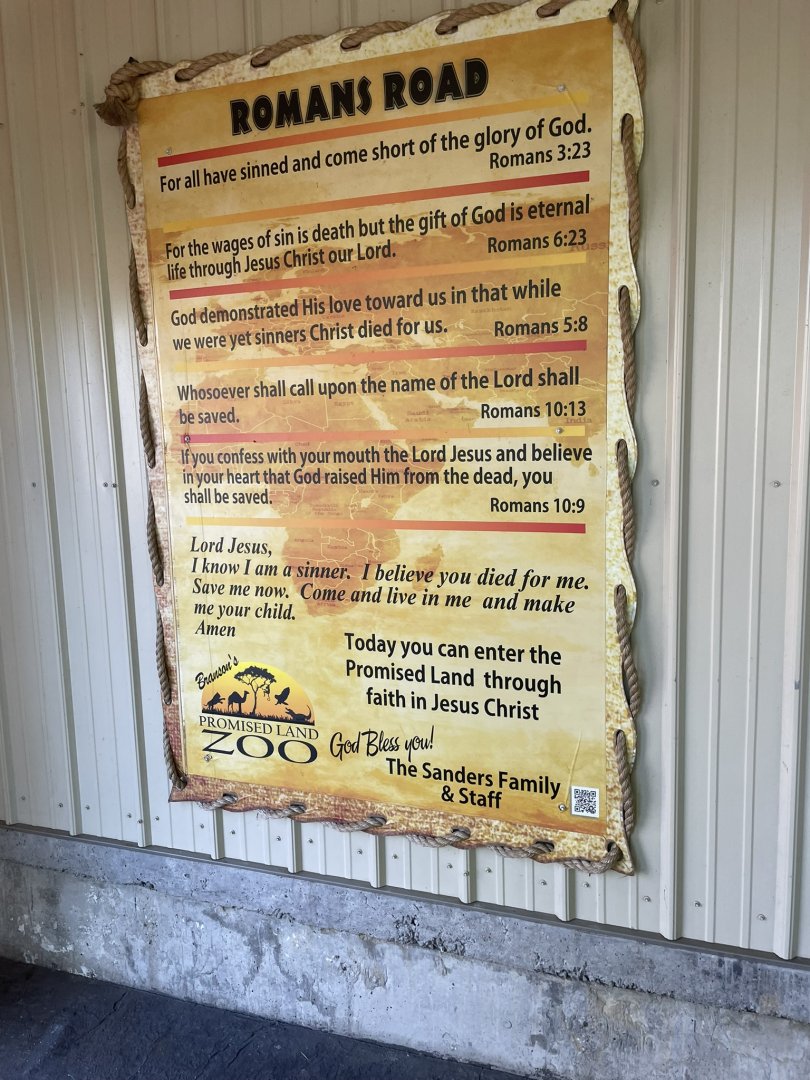 ROMANS ROAD
For all have sinned and come short of the glory of God.
Romans 3:23
For the wages of sin is death but the gift of God is eternal
life through Jesus Christ our Lord.
Romans 6:23
God demonstrated His love toward us in that while
we were yet sinners Christ died for us.
Romans 5:8
Whosoever shall call upon the name of the Lord shall
be saved.
Romans 10:13
If you confess with your mouth the Lord Jesus and believe
in your heart that God raised Him from the dead, you
shall be saved.
Romans 10:9
Lord Jesus,
I know I am a sinner. I believe you died for me.
Save me now. Come and live in me and make
me your child.
Amen
Today you can enter the
Promised Land through
faith in Jesus Christ
Branson's
PROMISED LAND
ZOO
God Bless you!
The Sanders Family
& Staff